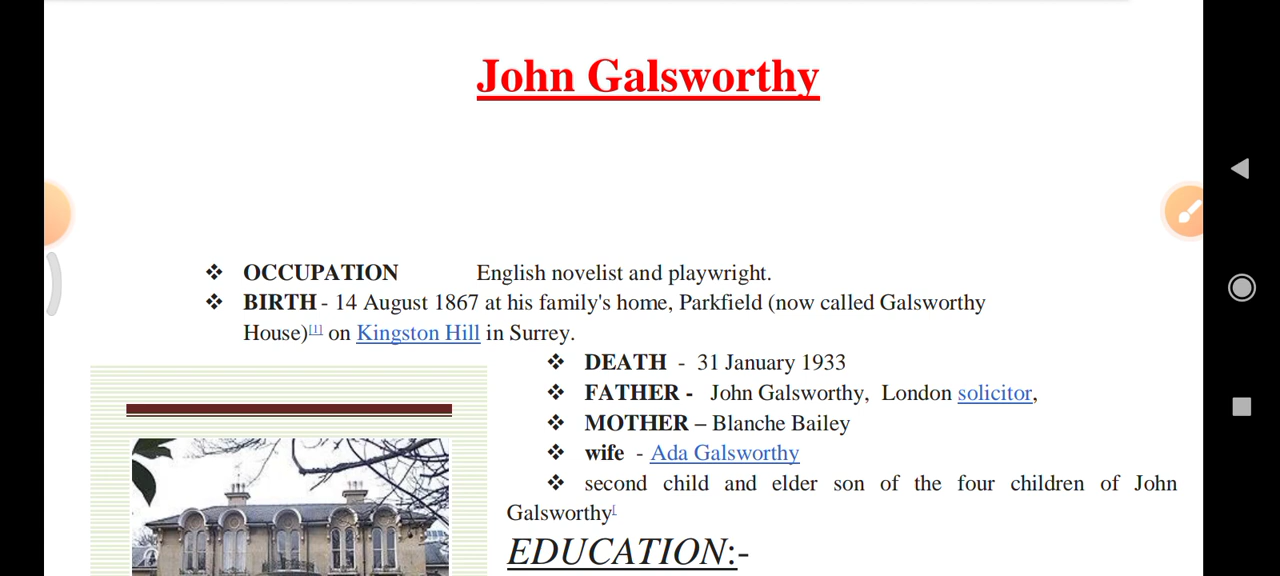 John Galsworthy
❖ OCCUPATION English novelist and playwright.
❖ BIRTH - 14 August 1867 at his family's home, Parkfield (now called Galsworthy
House)[1] on Kingston Hill in Surrey.
❖ DEATH - 31 January 1933
❖ FATHER - John Galsworthy, London solicitor,
❖ MOTHER – Blanche Bailey
❖ wife - Ada Galsworthy
❖ second child and elder son of the four children of John
Galsworthy[
EDUCATION:-